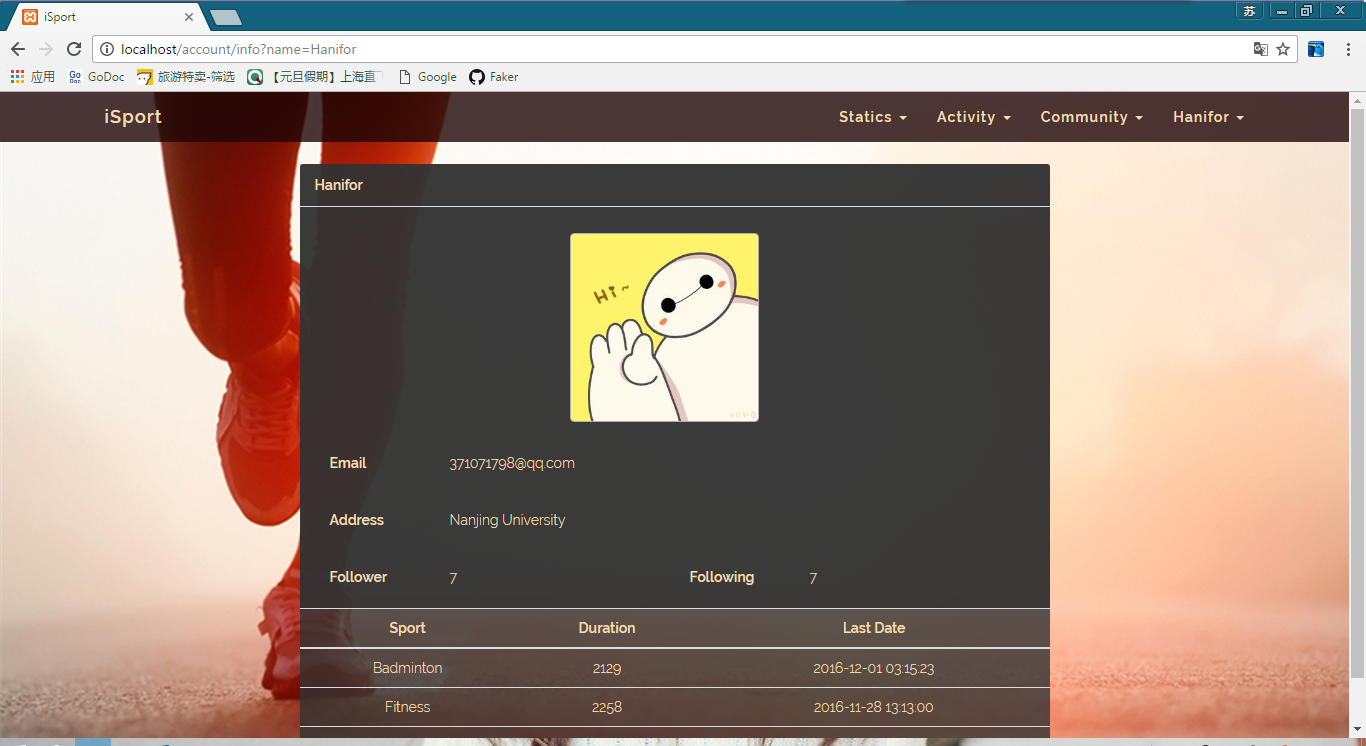 iSport
苏
localhost/account/info?name=Hanifor
应用 GoDoc 旅游特卖-筛选 【元旦假期】上海直 Google Faker
iSport Statics Activity Community Hanifor
Hanifor
Hi~
Email 371071798@qq.com
Address Nanjing University
Follower 7 Following 7
Sport Duration Last Date
Badminton 2129 2016-12-01 03:15:23
Fitness 2258 2016-11-28 13:13:00